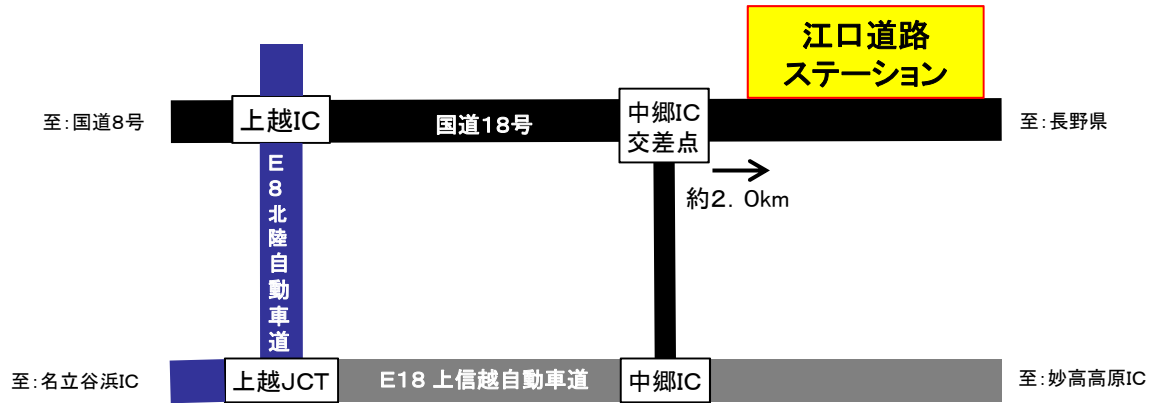 江口道路
ステーション
至:国道8号
上越IC
国道18号
中郷IC
交差点
至:長野県
約2．0km
E8北陸自動車道
至:名立谷浜IC
上越JCT
E18 上信越自動車道
中郷IC
至:妙高高原IC